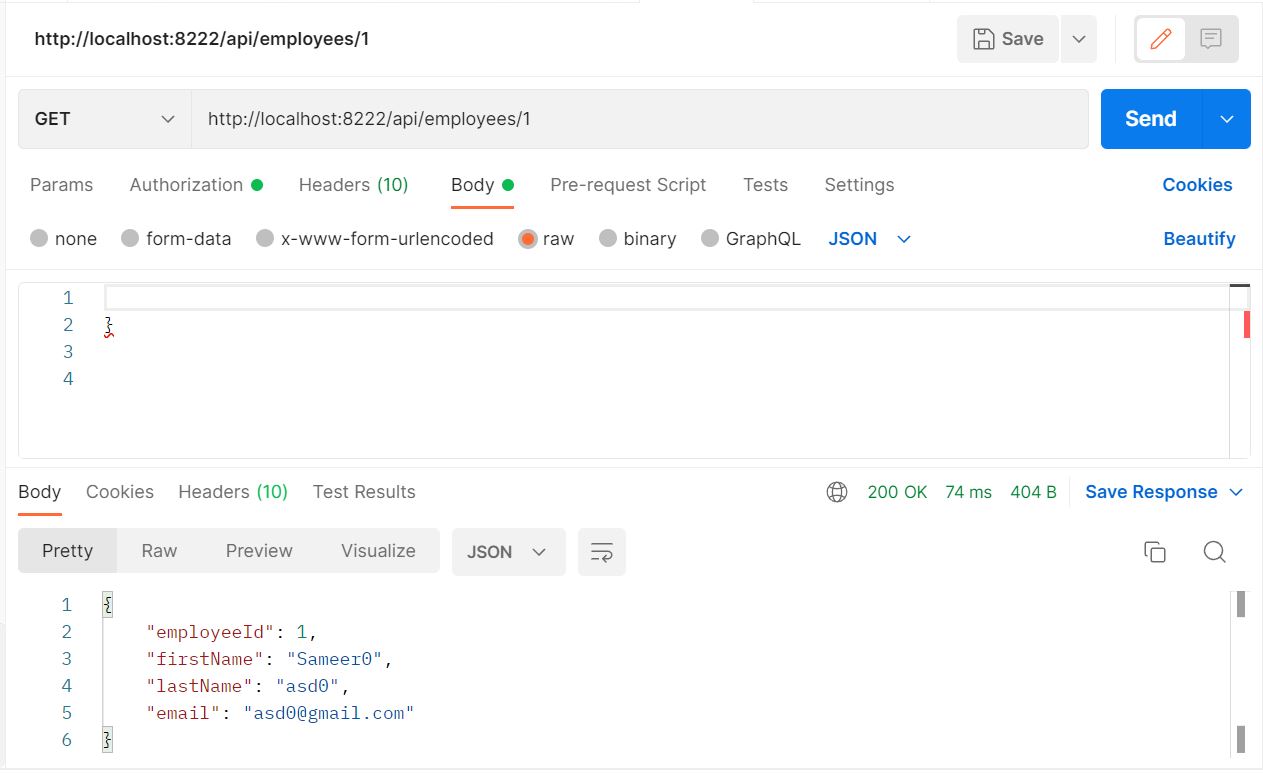 http://localhost:8222/api/employees/1 Save
GET http://localhost:8222/api/employees/1 Send
Params Authorization Headers (10) Body Pre-request Script Tests Settings Cookies
none form-data x-www-form-urlencoded raw binary GraphQL JSON Beautify
1
2 }
3
4
Body Cookies Headers (10) Test Results 200 OK 74 ms 404 B Save Response
Pretty Raw Preview Visualize JSON
1 {
2 "employeeId": 1,
3 "firstName": "Sameer0",
4 "lastName": "asd0",
5 "email": "asd0@gmail.com"
6 }